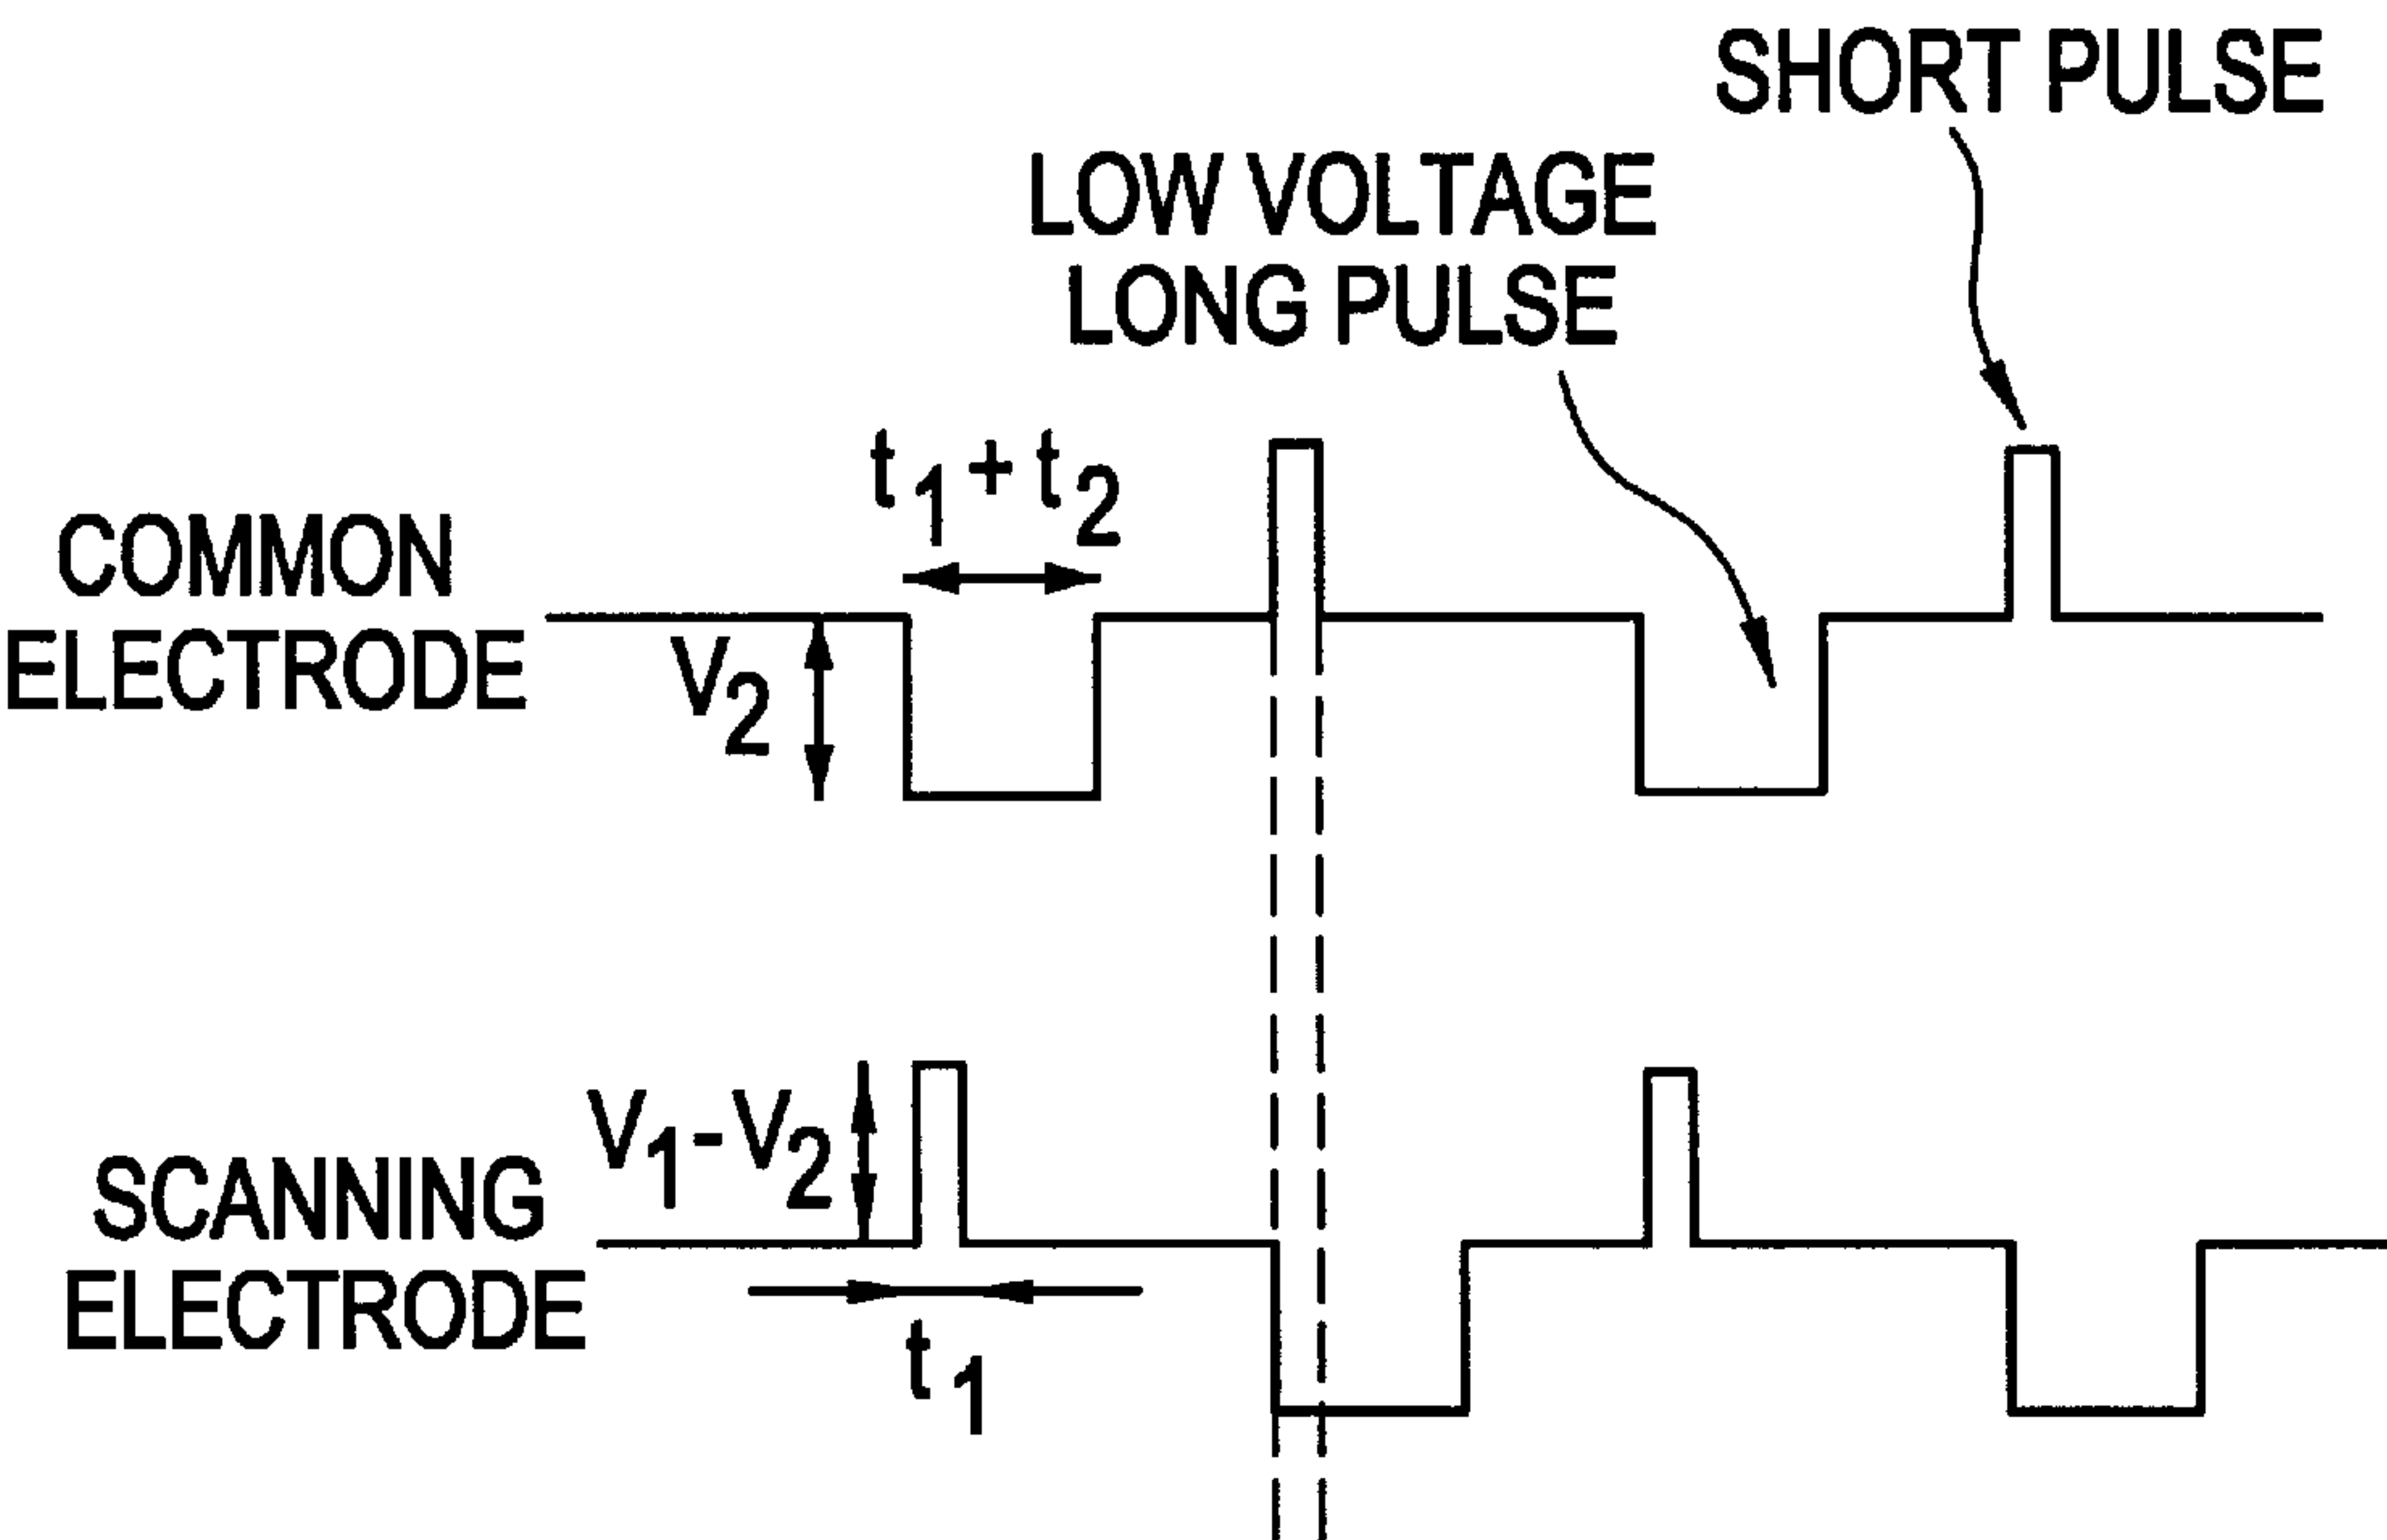 SHORT PULSE
LOW VOLTAGE
LONG PULSE
t1+t2
COMMON
ELECTRODE
V2
V1-V2
SCANNING
ELECTRODE
t1